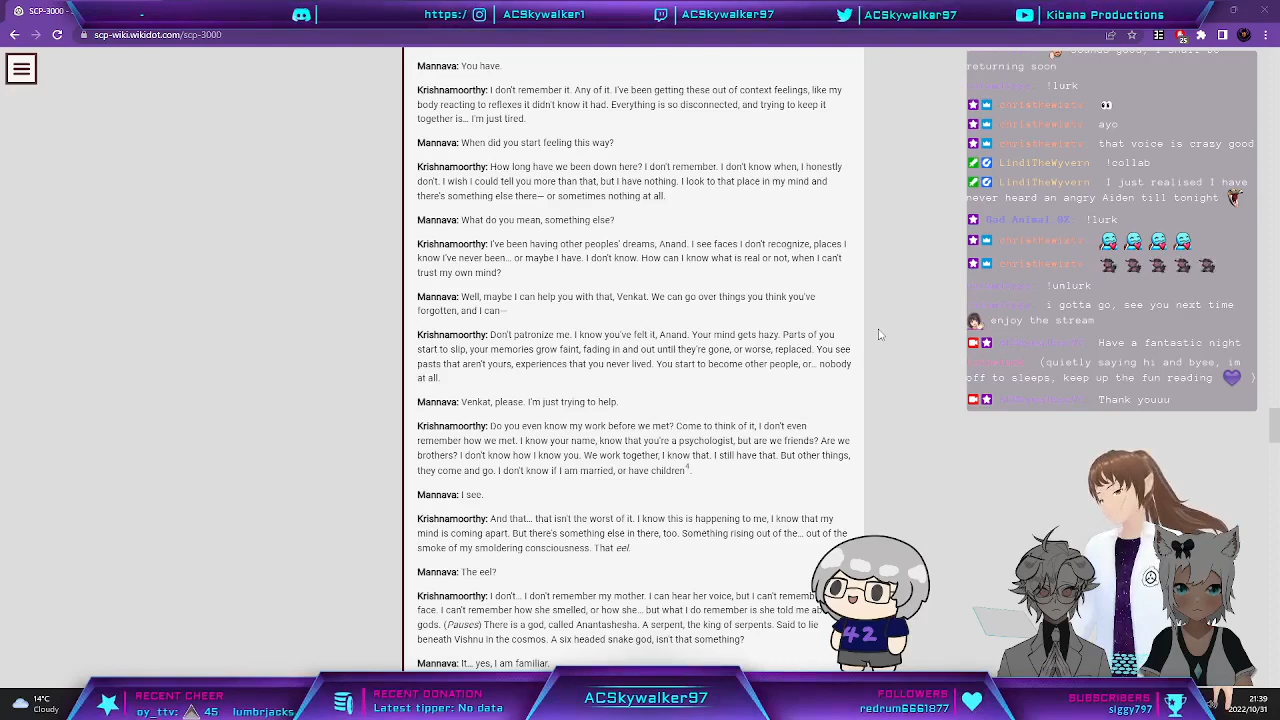 SCP-3000
https:/
ACSkywalker1
ACSkywalker97
ACSkywalker97
Kibana Productions
scp-wiki.wikidot.com/scp-3000
25
Mannava: You have.
Krishnamoorthy: I don't remember it. Any of it. I've been getting these out of context feelings, like my
body reacting to reflexes it didn't know it had. Everything is so disconnected, and trying to keep it
together is… I'm just tired.
Mannava: When did you start feeling this way?
Krishnamoorthy: How long have we been down here? I don't remember. I don't know when, I honestly
don't. I wish I could tell you more than that, but I have nothing. I look to that place in my mind and
there's something else there— or sometimes nothing at all.
Mannava: What do you mean, something else?
Krishnamoorthy: I've been having other peoples' dreams, Anand. I see faces I don't recognize, places I
know I've never been… or maybe I have. I don't know. How can I know what is real or not, when I can't
trust my own mind?
Mannava: Well, maybe I can help you with that, Venkat. We can go over things you think you've
forgotten, and I can—
Krishnamoorthy: Don't patronize me. I know you've felt it, Anand. Your mind gets hazy. Parts of you
start to slip, your memories grow faint, fading in and out until they're gone, or worse, replaced. You see
pasts that aren't yours, experiences that you never lived. You start to become other people, or… nobody
at all.
Mannava: Venkat, please. I'm just trying to help.
Krishnamoorthy: Do you even know my work before we met? Come to think of it, I don't even
remember how we met. I know your name, know that you're a psychologist, but are we friends? Are we
brothers? I don't know how I know you. We work together, I know that. I still have that. But other things,
they come and go. I don't know if I am married, or have children4.
Mannava: I see.
Krishnamoorthy: And that… that isn't the worst of it. I know this is happening to me, I know that my
mind is coming apart. But there's something else in there, too. Something rising out of the… out of the
smoke of my smoldering consciousness. That eel.
Mannava: The eel?
Krishnamoorthy: I don't… I don't remember my mother. I can hear her voice, but I can't rememb
face. I can't remember how she smelled, or how she… but what I do remember is she told me ab
gods. (Pauses) There is a god, called Anantashesha. A serpent, the king of serpents. Said to lie
beneath Vishnu in the cosmos. A six headed snake god, isn't that something?
Mannava: It… yes, I am familiar.
sounds good, I shall be
returning soon
!lurk
christhewistv
christhewistv ayo
christhewistv that voice is crazy good
LindiTheWyvern !collab
LindiTheWyvern I just realised I have
never heard an angry Aiden till tonight
Mad_Animal_OX !lurk
christhewistv
christhewistv
!unlurk
i gotta go, see you next time
enjoy the stream
Have a fantastic night
(quietly saying hi and byee, im
off to sleeps, keep up the fun reading )
Thank youuu
42
14°C
Cloudy
RECENT CHEER
oy_ttv: 45 lumbrjacks
RECENT DONATION
Latest tipper: No data
ACSkywalker97
FOLLOWERS
redrum6661877
SUBSCRIBERS
siggy797
21:39
2022/10/31